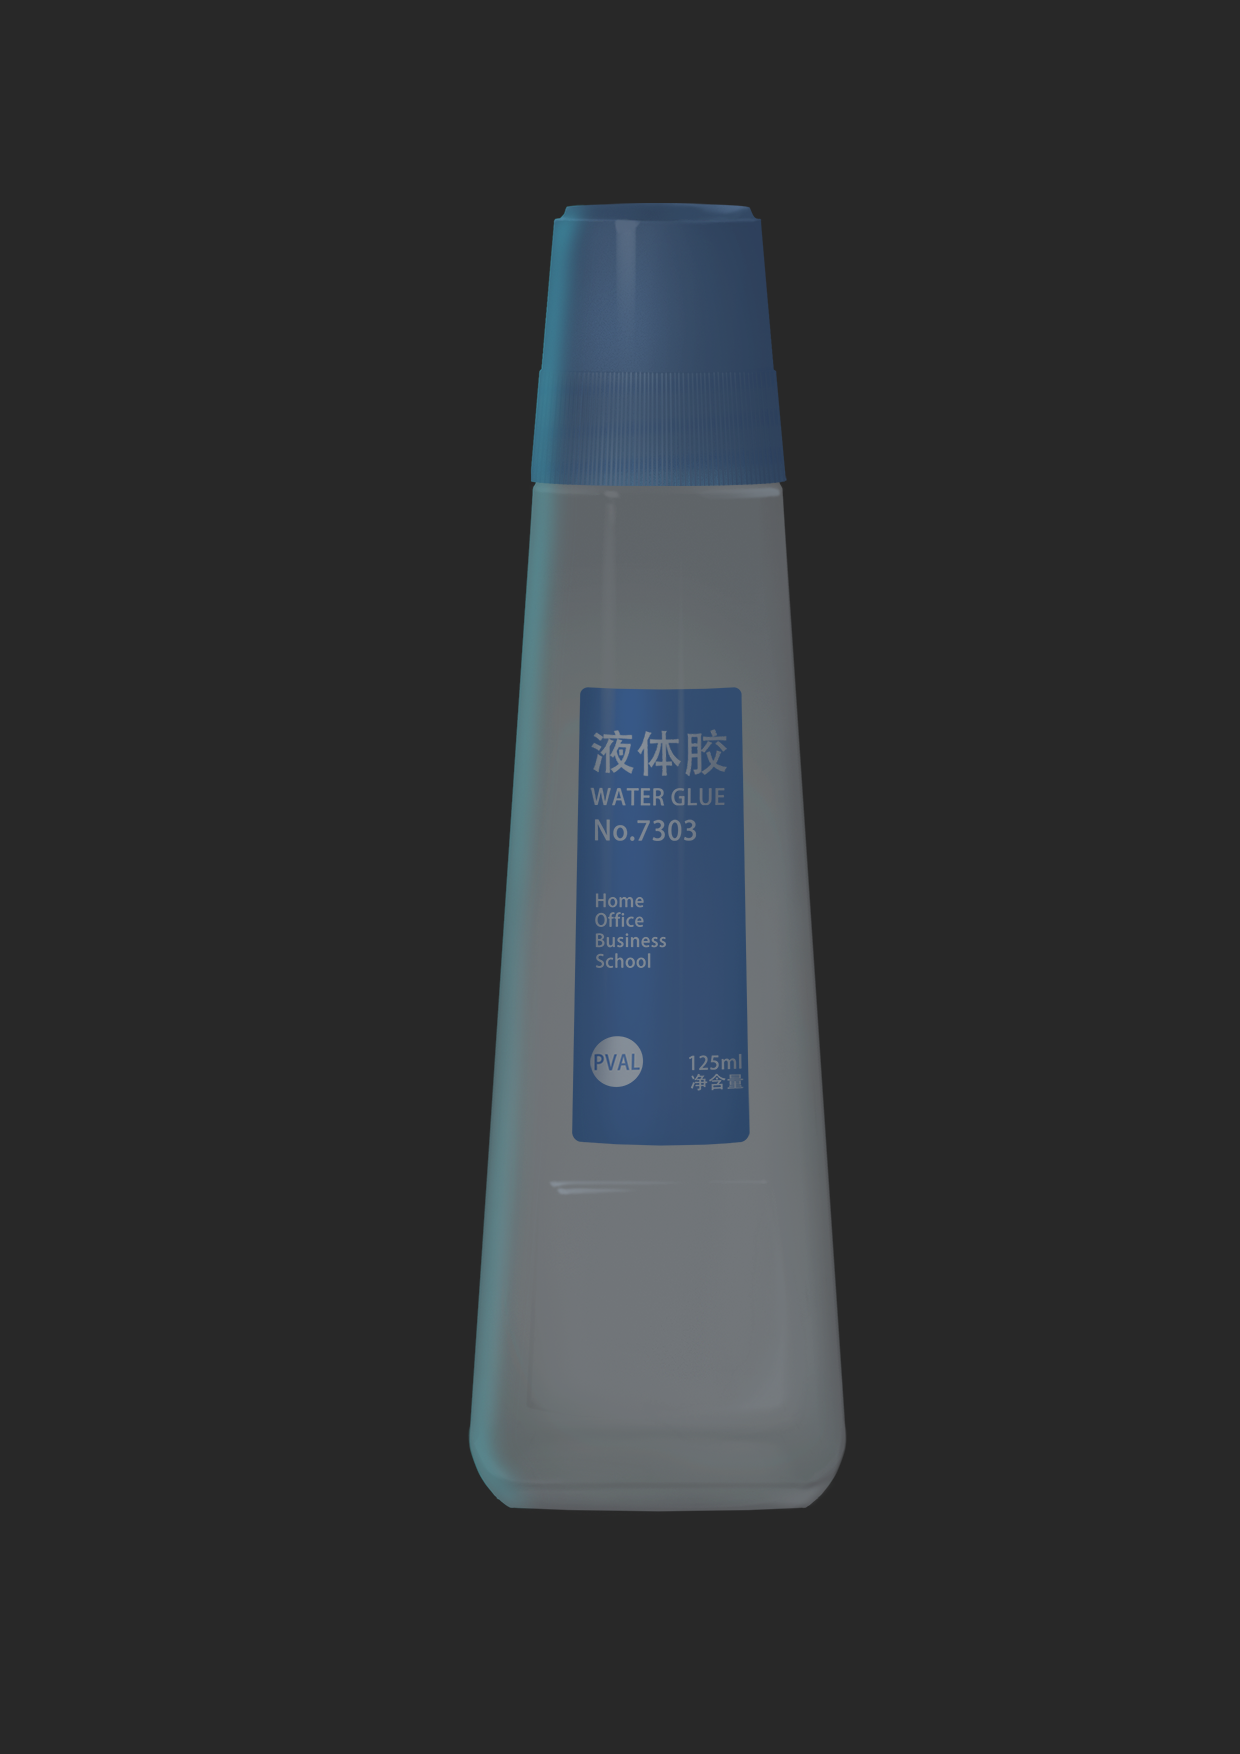 液体胶
WATER GLUE
No.7303
Home
Office
Business
School
PVAL
125ml
净含量